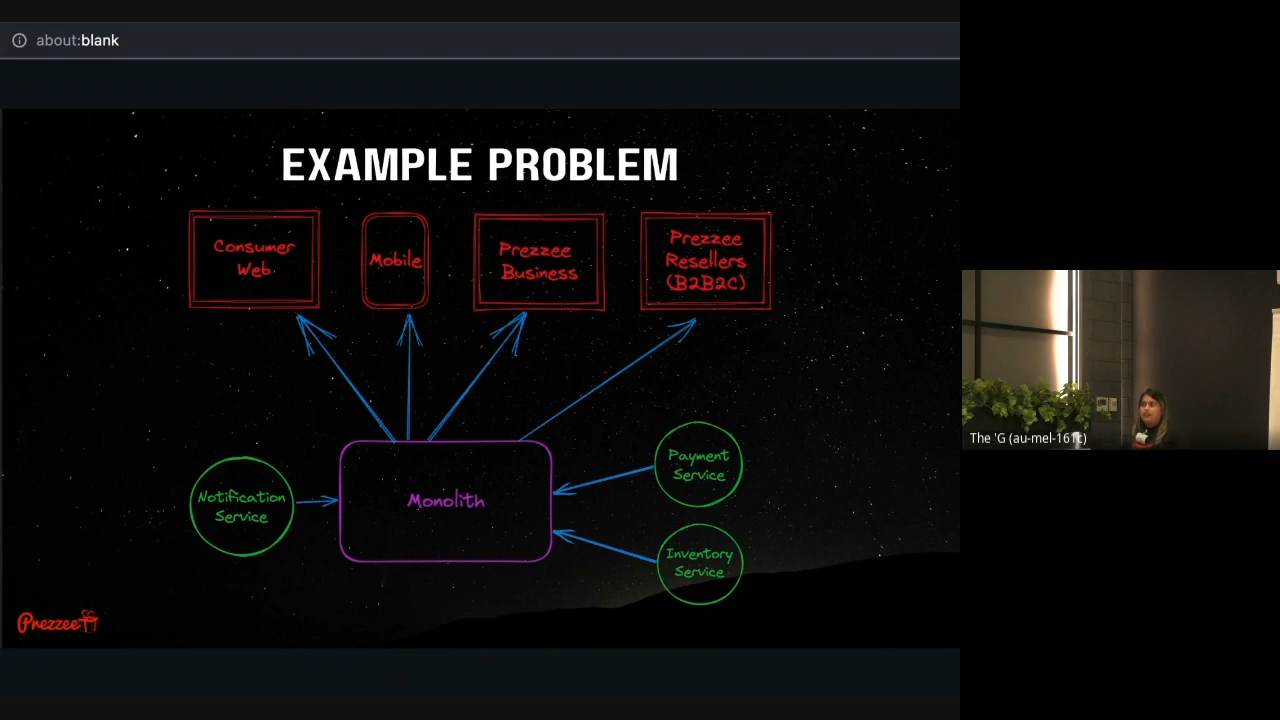 about:blank
EXAMPLE PROBLEM
Consumer
Web
Mobile
Prezzee
Business
Prezzee
Resellers
(B2B2C)
Notification
Service
Monolith
Payment
Service
Inventory
Service
Prezzee
The 'G (au-mel-161c)